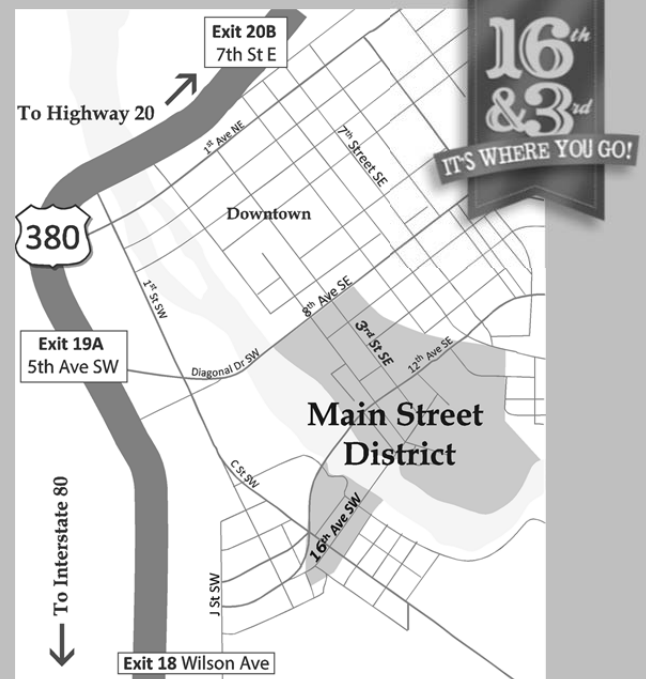 Exit 20B
7th St E
16th
&3rd
IT'S WHERE YOU GO!
To Highway 20
1st Ave NE
7th Street SE
Downtown
380
1st St SW
8th Ave SE
Exit 19A
5th Ave SW
3rd St SE
12th Ave SE
Diagonal Dr SW
Main Street
District
C St SW
16th Ave SW
To Interstate 80
J St SW
Exit 18 Wilson Ave